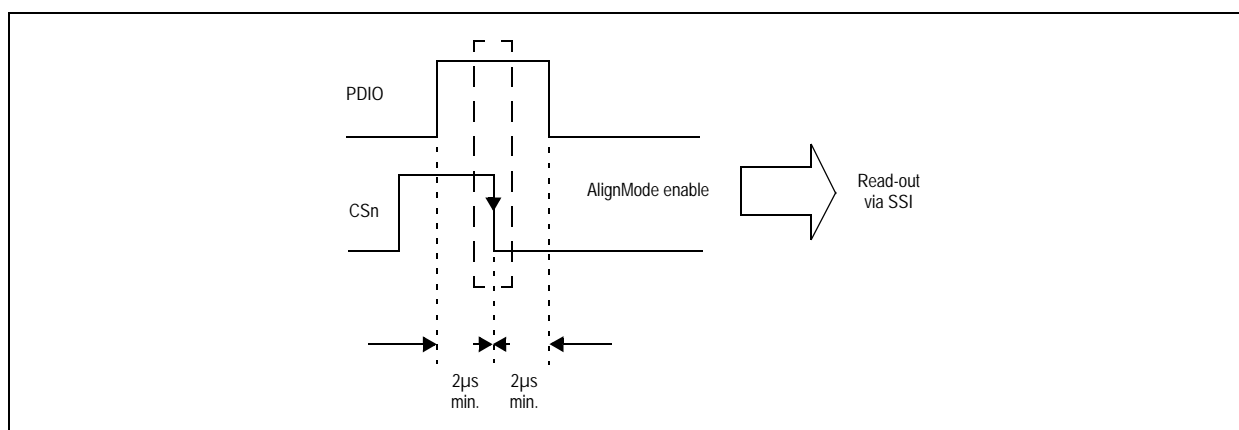 PDIO
AlignMode enable
Read-out
via SSI
CSn
2µs
min.
2µs
min.